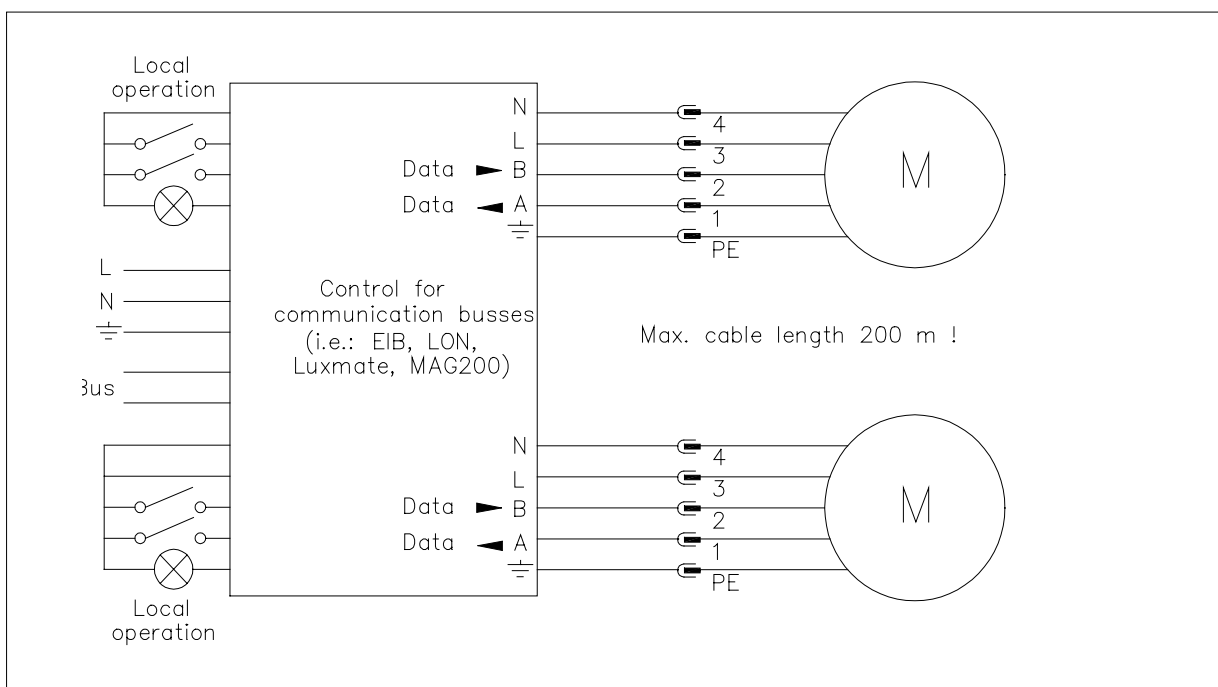 Local
operation
N
L
Data B
Data A
4
3
2
1
PE
M
L
N
Control for
communication busses
(i.e.: EIB, LON,
Luxmate, MAG200)
Max. cable length 200 m !
Bus
N
L
Data B
Data A
4
3
2
1
PE
M
Local
operation